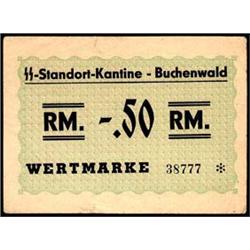 SS-Standort-Kantine - Buchenwald
RM. -.50 RM.
WERTMARKE 38777 *